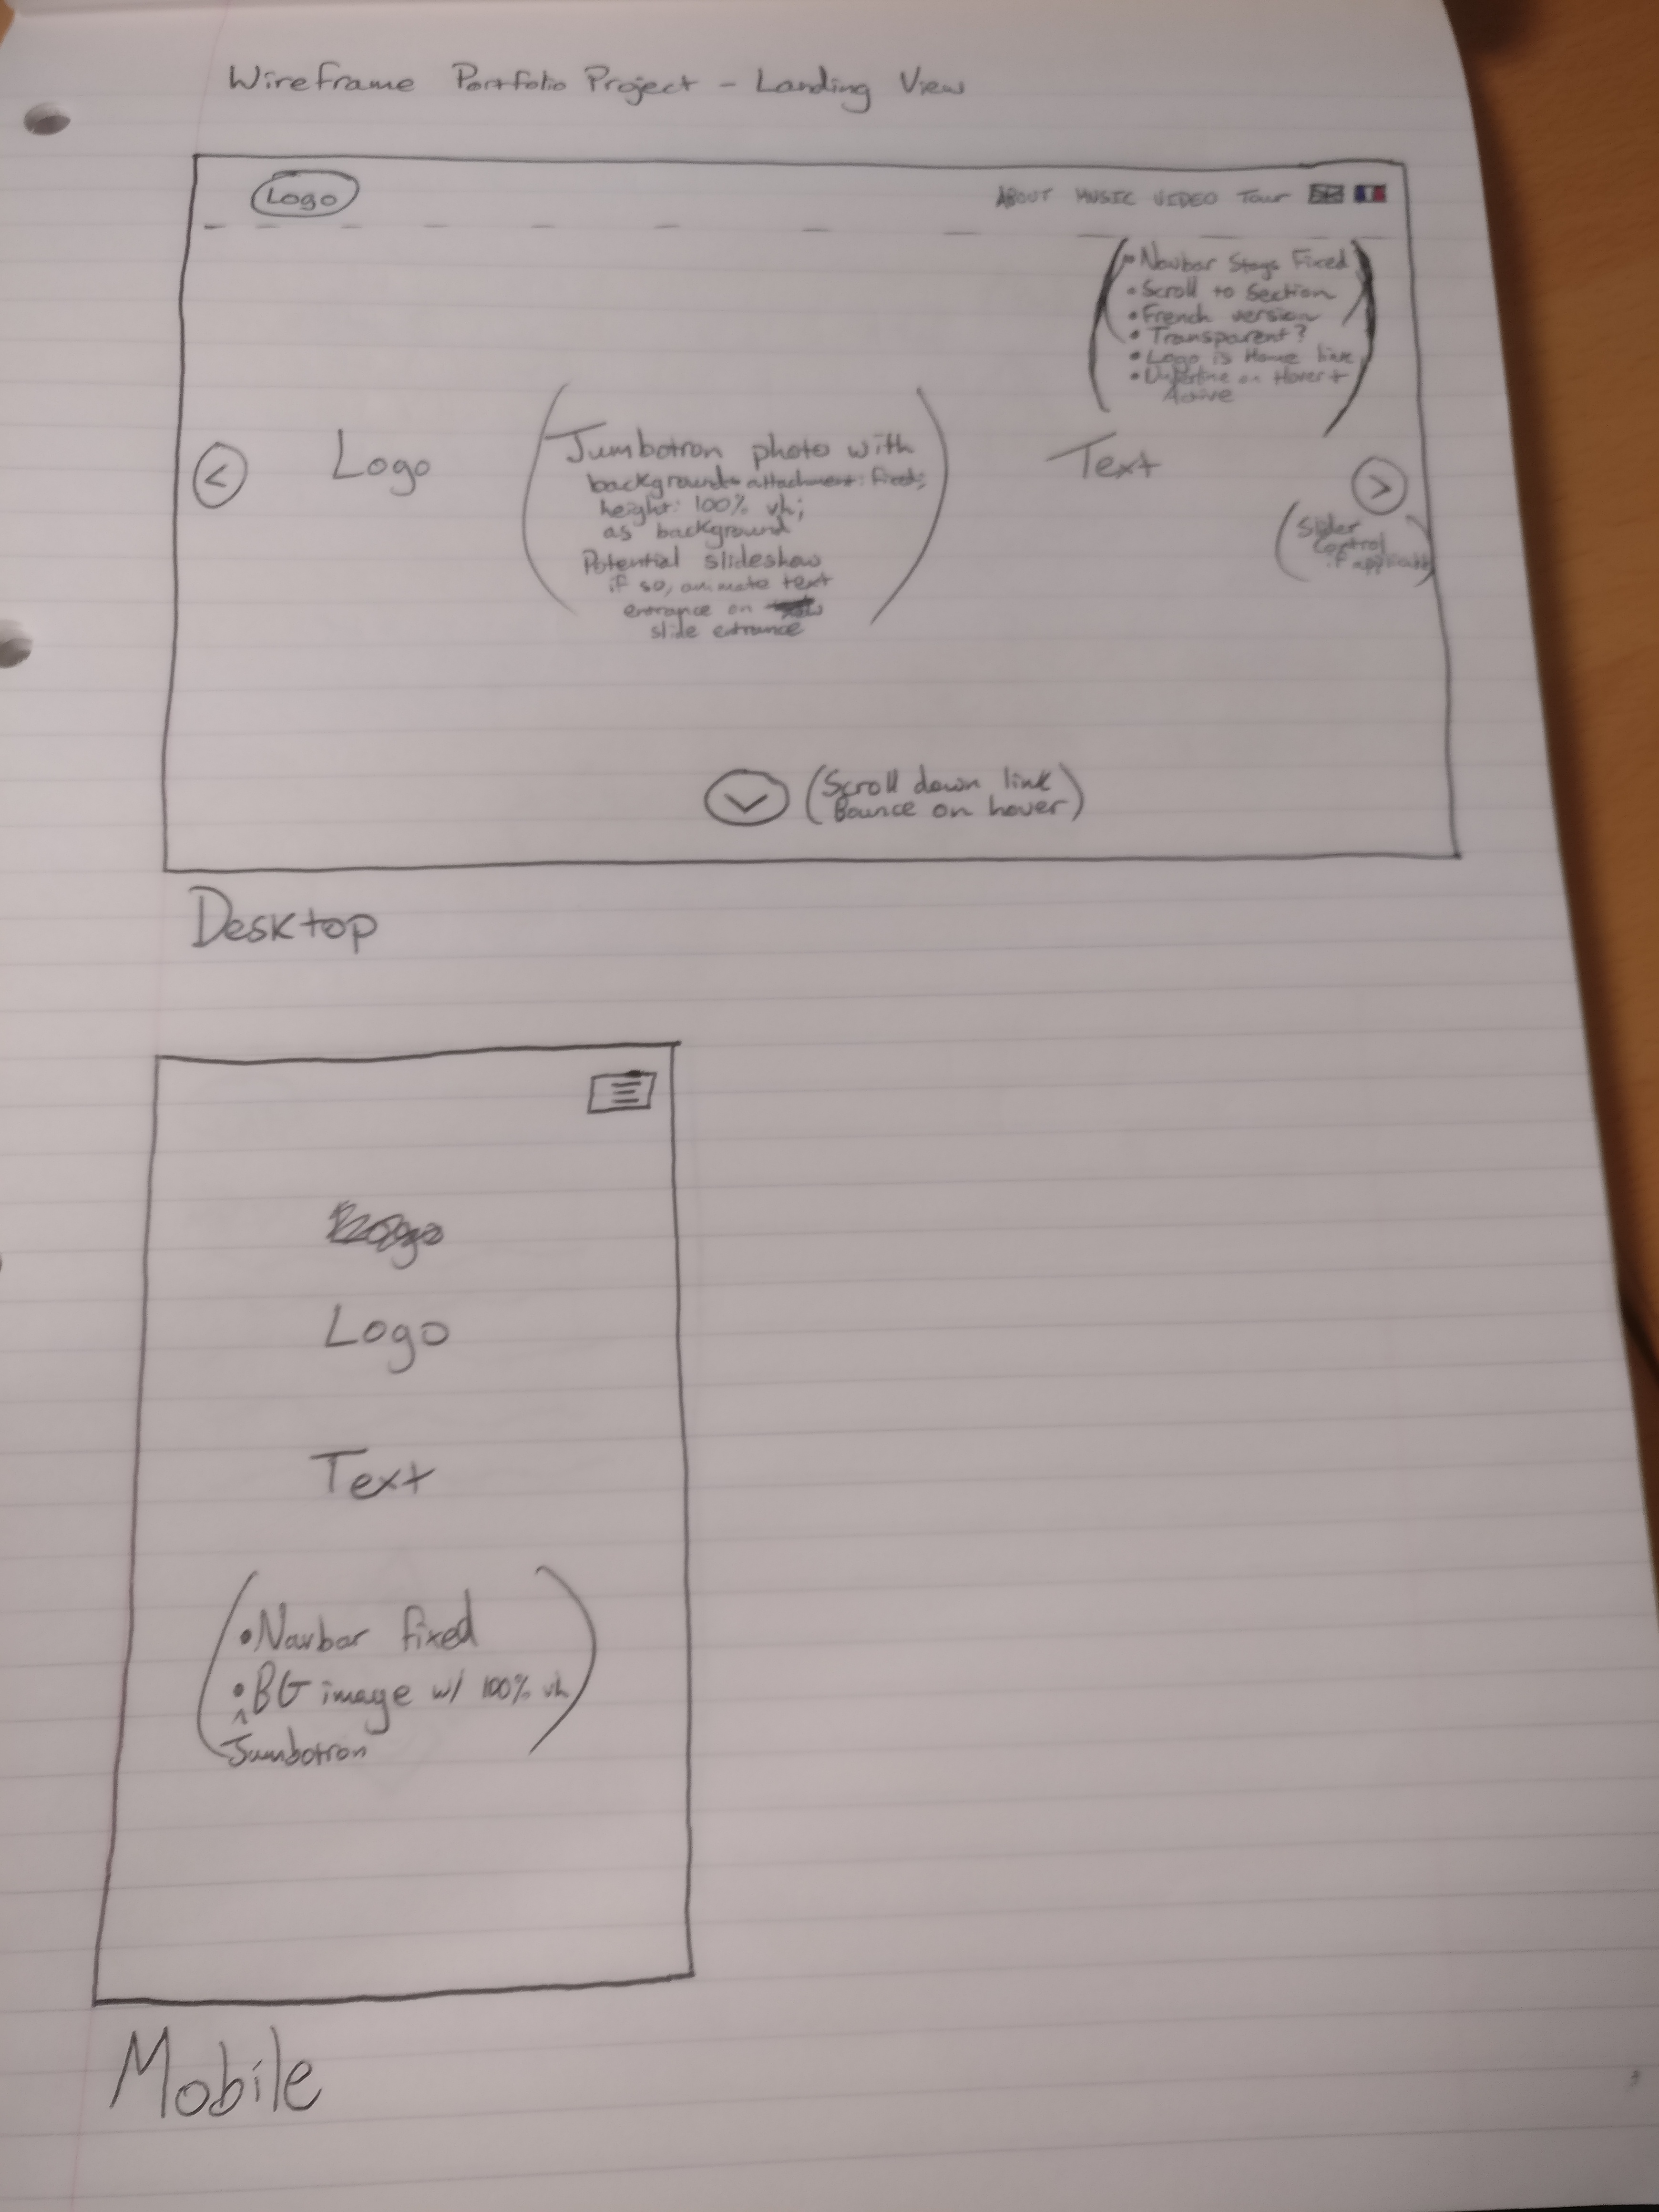 Wireframe Portfolio Project - Landing View
Logo
ABOUT MUSIC VIDEO Tour
• Navbar Stays Fixed
• Scroll to Section
• French version
• Transparent?
• Logo is Home link
• Underline on Hover +
Active
<
Logo
(Jumbotron photo with
background-attachment: fixed;
height: 100% vh;
as background
Potential slideshow
if so, animate text
entrance on
slide entrance
)
Text
>
(Slider
Control
if applicable)
(Scroll down link
Bounce on hover)
Desktop
Logo
Text
(• Navbar fixed
• BG image w/ 100% vh)
^
Jumbotron
Mobile